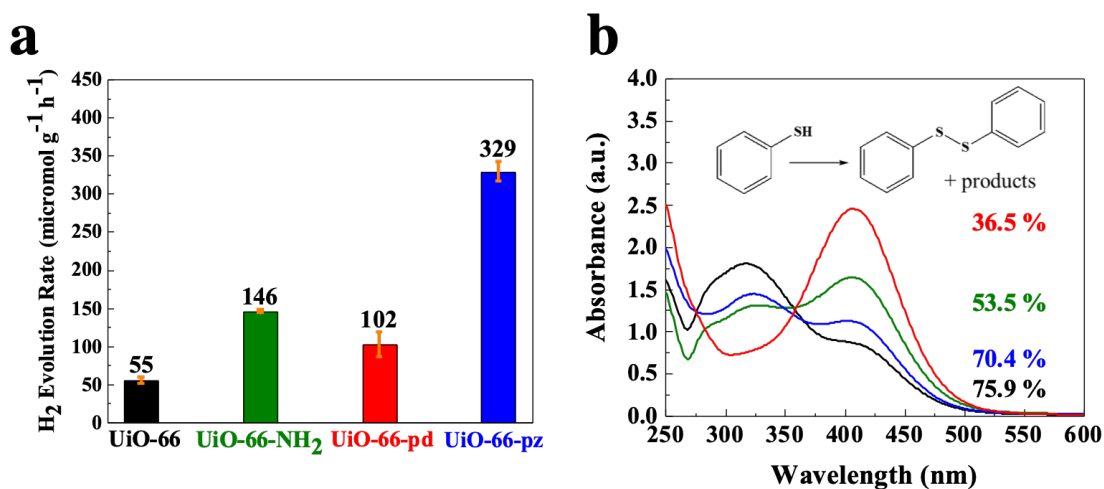 a
H2 Evolution Rate (micromol g-1 h-1)
450
400
350
300
250
200
150
100
50
0
55
146
102
329
UiO-66
UiO-66-NH2
UiO-66-pd
UiO-66-pz
b
Absorbance (a.u.)
4.0
3.5
3.0
2.5
2.0
1.5
1.0
0.5
0.0
SH
S
S
+ products
36.5 %
53.5 %
70.4 %
75.9 %
250 300 350 400 450 500 550 600
Wavelength (nm)